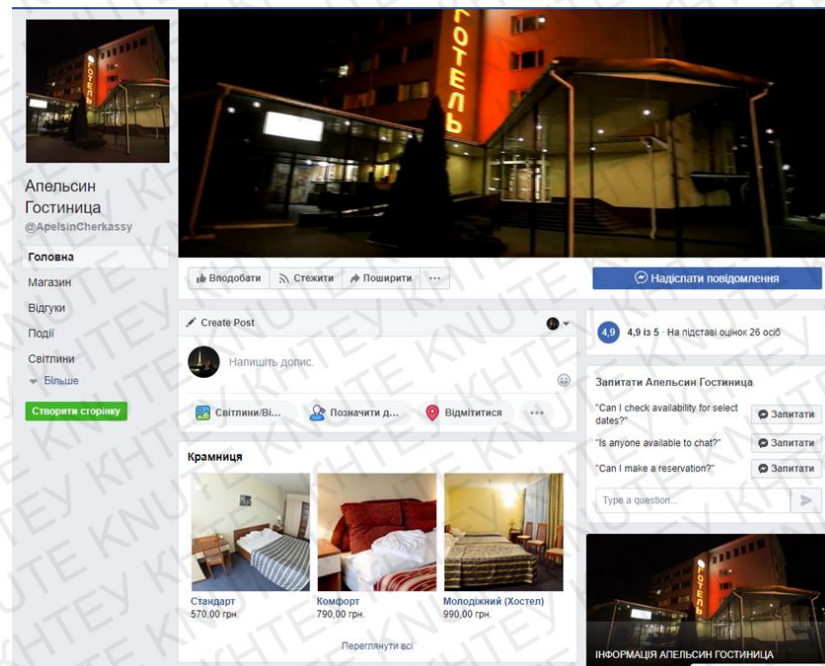 ГОТЕЛЬ
ГОТЕЛЬ
Апельсин
Гостиница
@ApelsinCherkassy
Головна
Магазин
Відгуки
Події
Світлини
Більше
Створити сторінку
Вподобати
Стежити
Поширити
Надіслати повідомлення
Create Post
Напишіть допис.
Світлини/Ві...
Позначити д...
Відмітитися
Крамниця
Стандарт
570,00 грн.
Комфорт
790,00 грн.
Молодіжний (Хостел)
990,00 грн.
Переглянути всі
4,9
4,9 із 5 · На підставі оцінок 26 осіб
Запитати Апельсин Гостиница
"Can I check availability for select
dates?"
Запитати
"Is anyone available to chat?"
Запитати
"Can I make a reservation?"
Запитати
Type a question...
ГОТЕЛЬ
ІНФОРМАЦІЯ АПЕЛЬСИН ГОСТИНИЦА
KNUTE КНТЕУ